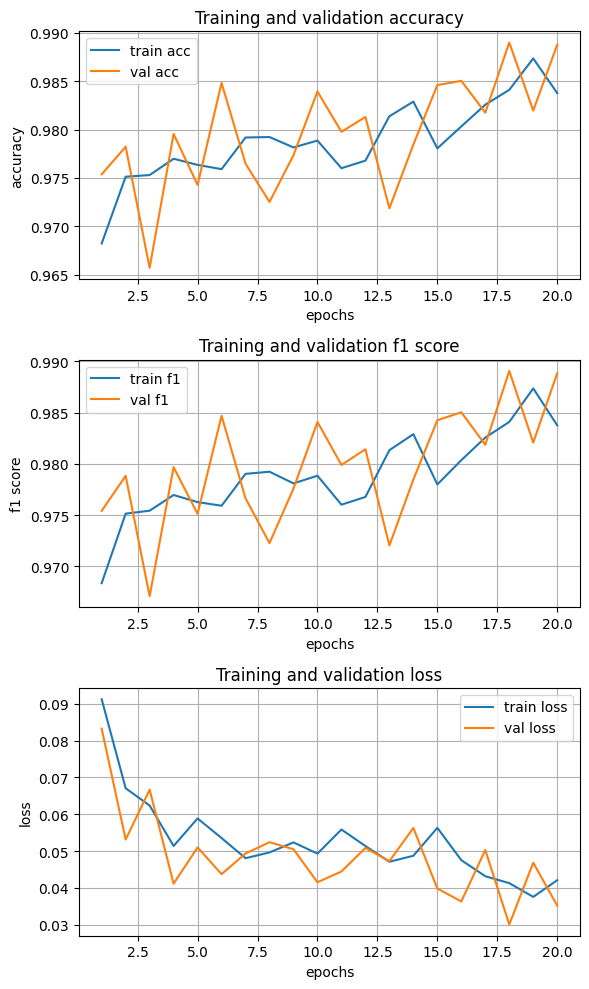 Training and validation accuracy
0.990
0.985
0.980
0.975
0.970
0.965
accuracy
train acc
val acc
2.5 5.0 7.5 10.0 12.5 15.0 17.5 20.0
epochs
Training and validation f1 score
0.990
0.985
0.980
0.975
0.970
f1 score
train f1
val f1
2.5 5.0 7.5 10.0 12.5 15.0 17.5 20.0
epochs
Training and validation loss
0.09
0.08
0.07
0.06
0.05
0.04
0.03
loss
train loss
val loss
2.5 5.0 7.5 10.0 12.5 15.0 17.5 20.0
epochs